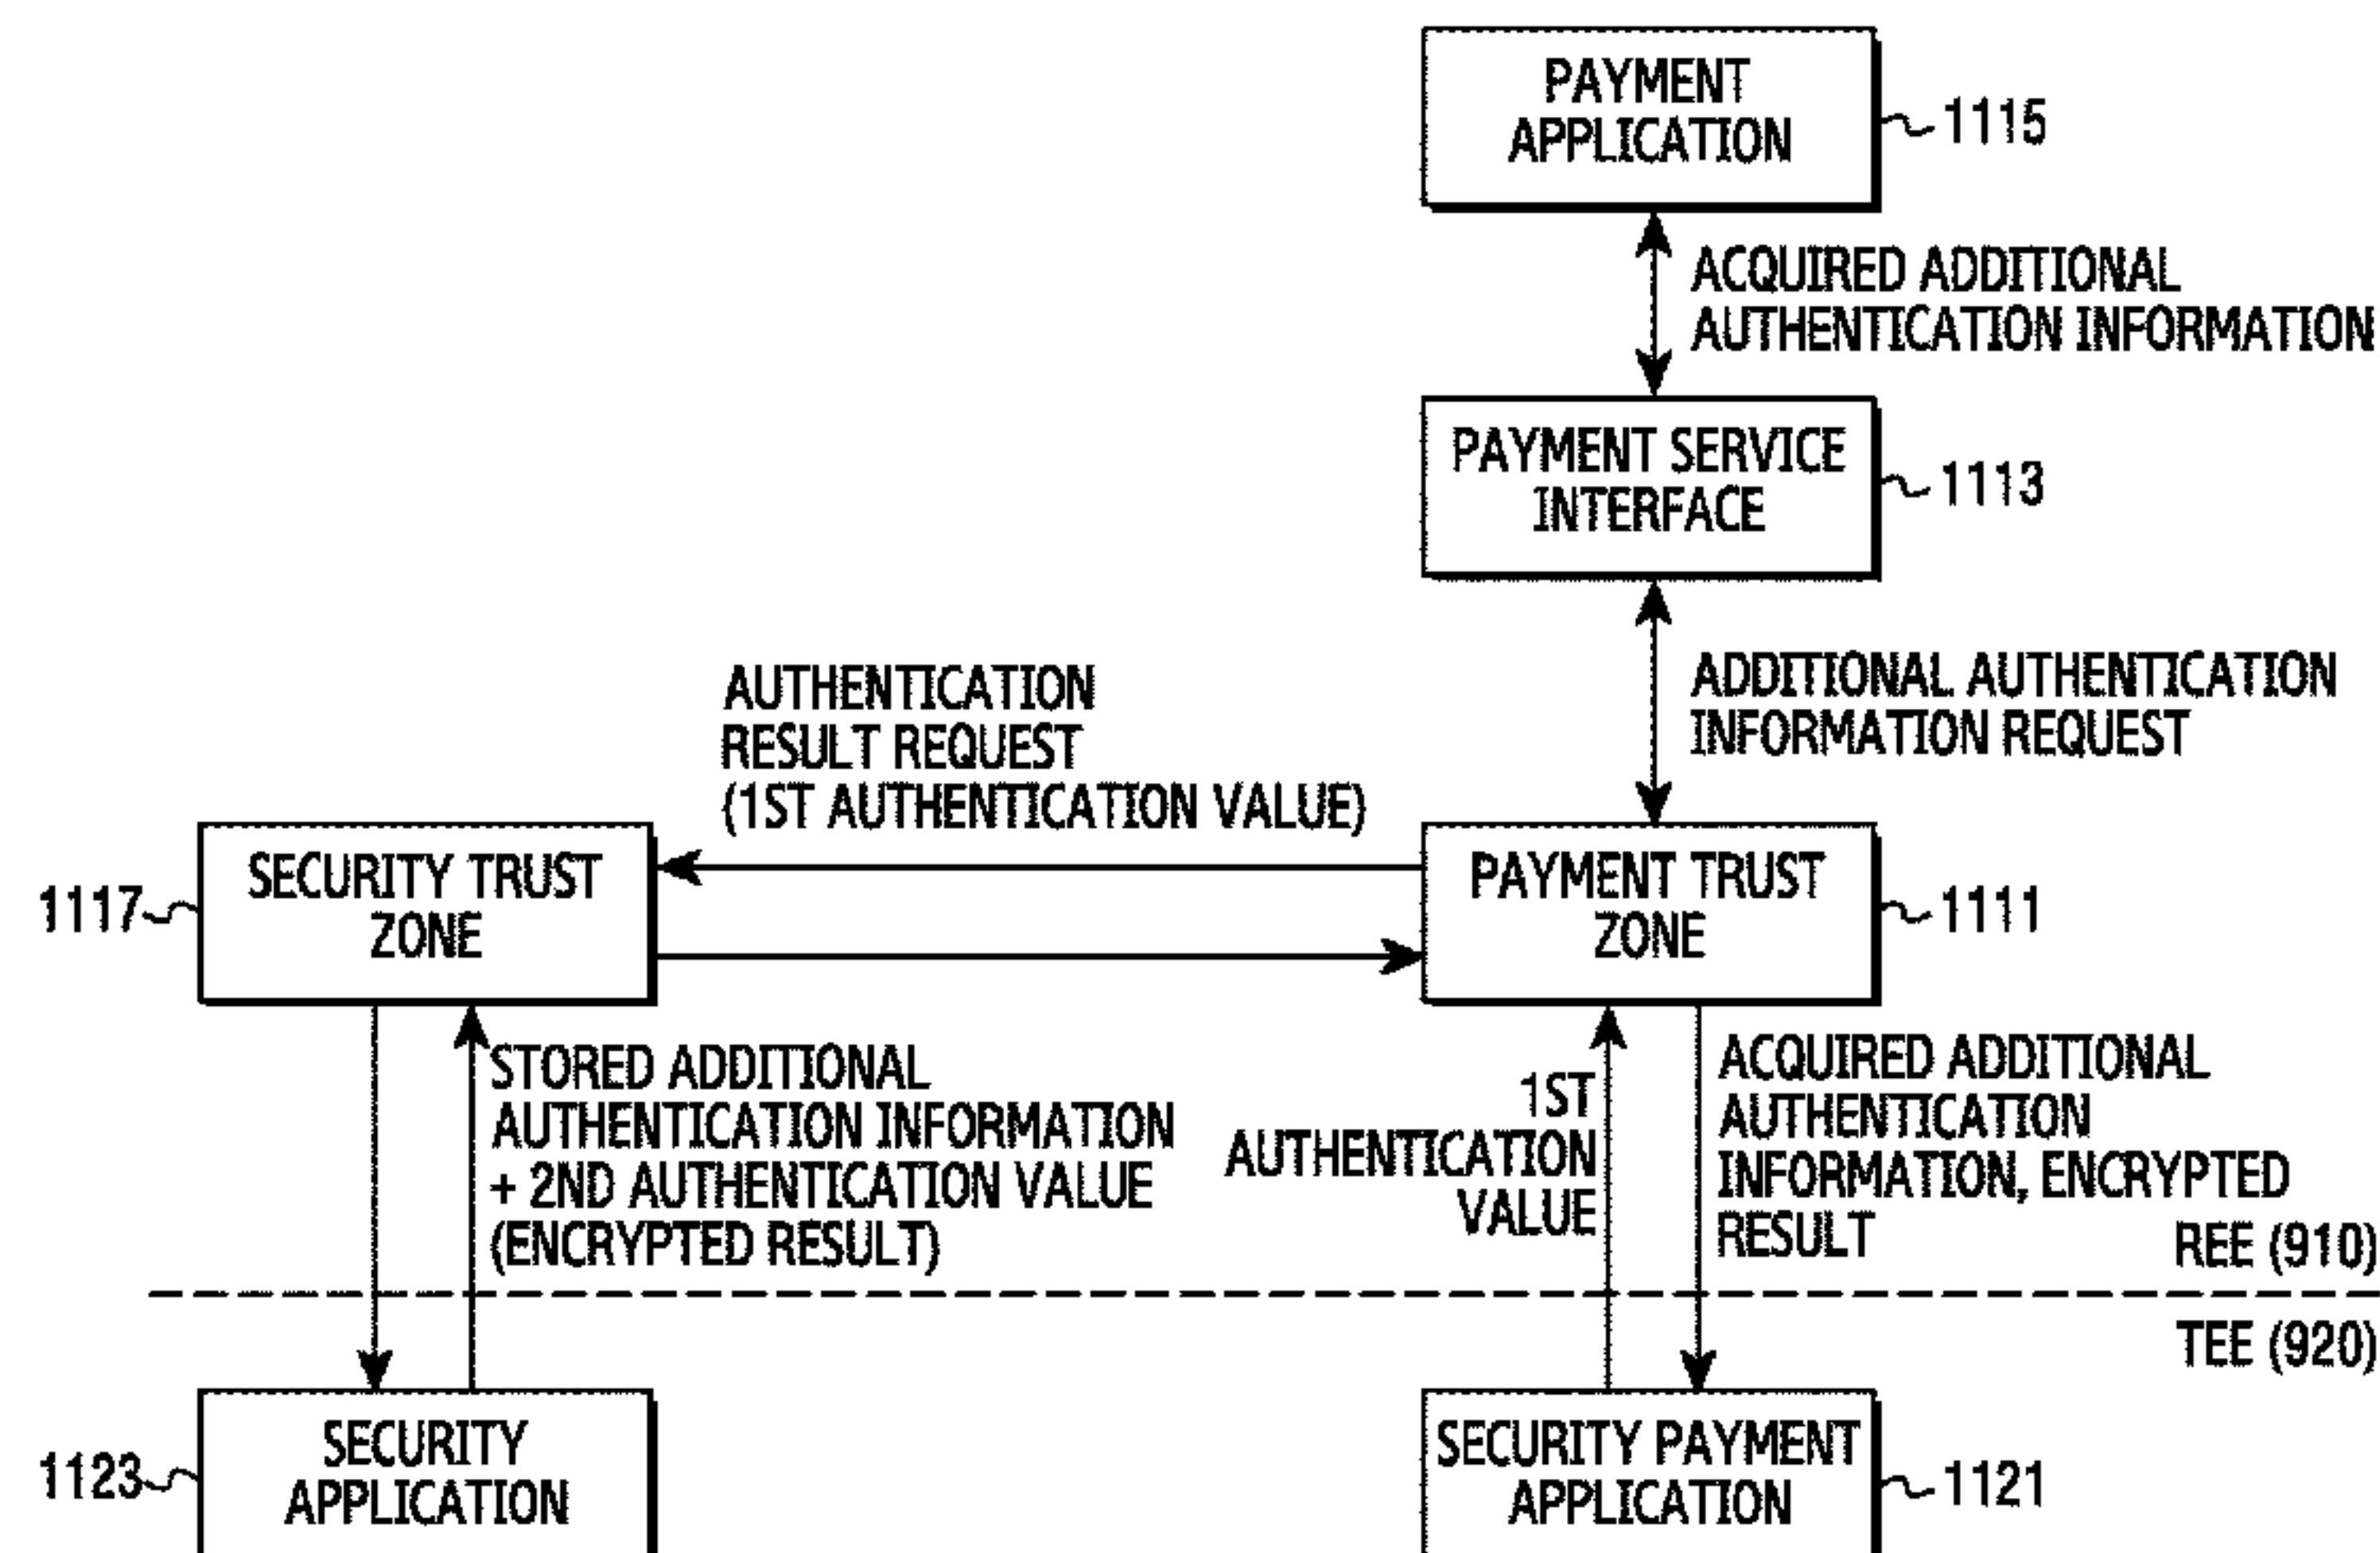 PAYMENT
APPLICATION
1115
ACQUIRED ADDITIONAL
AUTHENTICATION INFORMATION
PAYMENT SERVICE
INTERFACE
1113
ADDITIONAL AUTHENTICATION
INFORMATION REQUEST
AUTHENTICATION
RESULT REQUEST
(1ST AUTHENTICATION VALUE)
1117
SECURITY TRUST
ZONE
PAYMENT TRUST
ZONE
1111
STORED ADDITIONAL
AUTHENTICATION INFORMATION
+ 2ND AUTHENTICATION VALUE
(ENCRYPTED RESULT)
1ST
AUTHENTICATION
VALUE
ACQUIRED ADDITIONAL
AUTHENTICATION
INFORMATION, ENCRYPTED
RESULT
REE (910)
TEE (920)
1123
SECURITY
APPLICATION
SECURITY PAYMENT
APPLICATION
1121